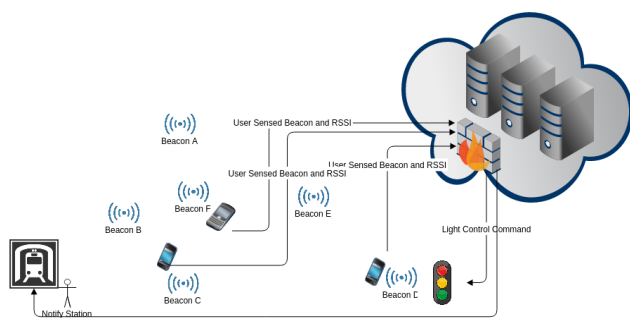 User Sensed Beacon and RSSI
Beacon A
User Sensed Beacon and RSSI
User Sensed Beacon and RSSI
Beacon F
Beacon B
Beacon E
Light Control Command
Beacon C
Beacon D
Notify Station